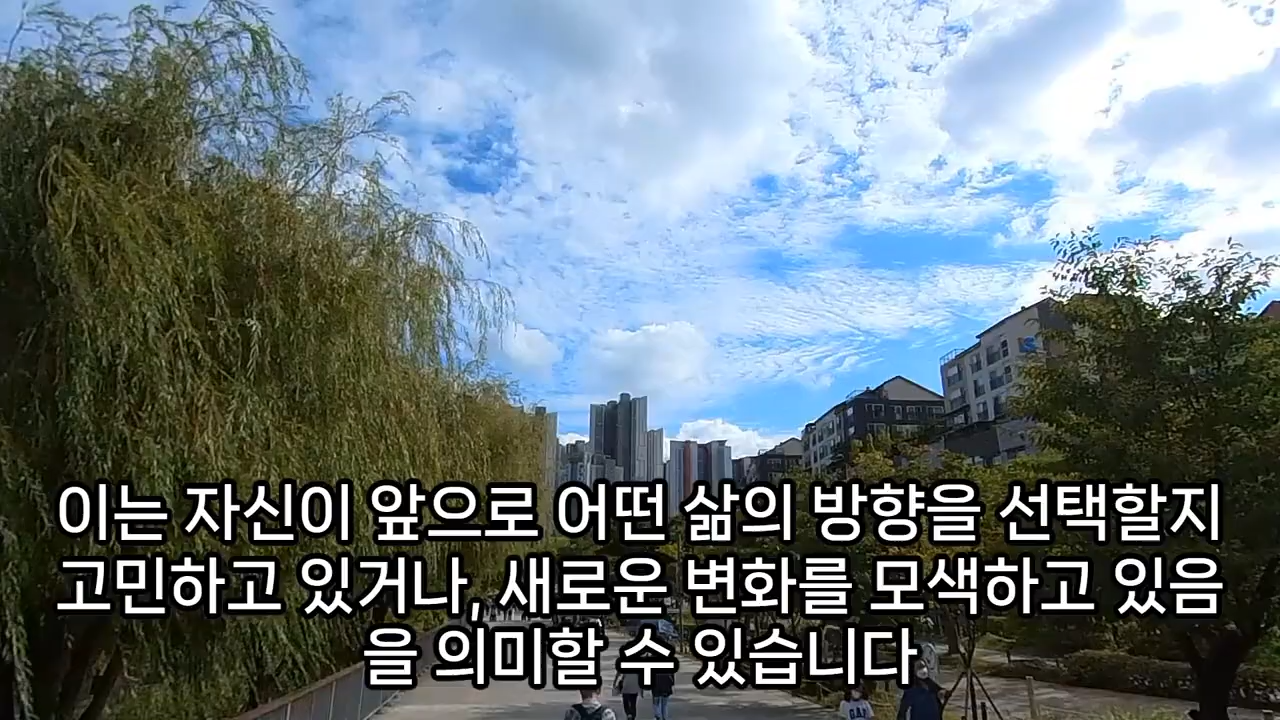 이는 자신이 앞으로 어떤 삶의 방향을 선택할지
고민하고 있거나, 새로운 변화를 모색하고 있음
을 의미할 수 있습니다
GAP